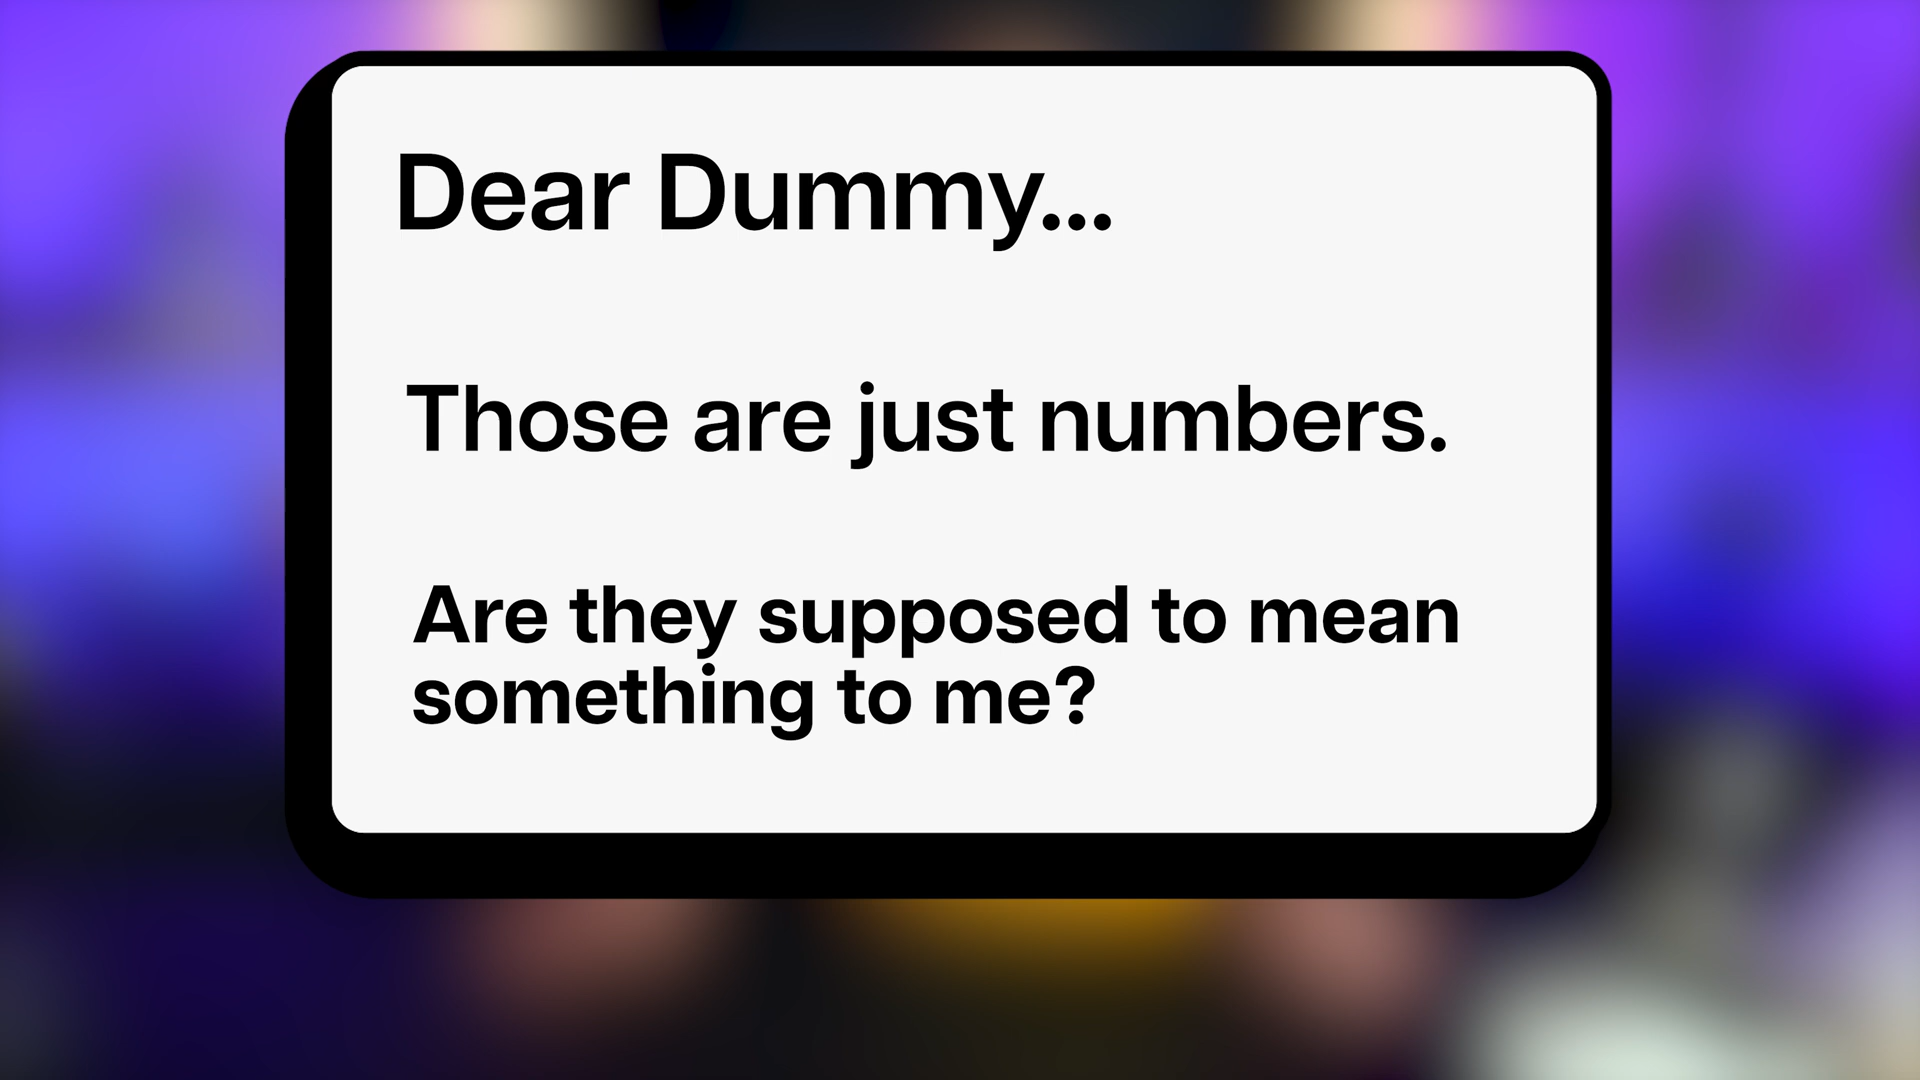 Dear Dummy...
Those are just numbers.
Are they supposed to mean
something to me?